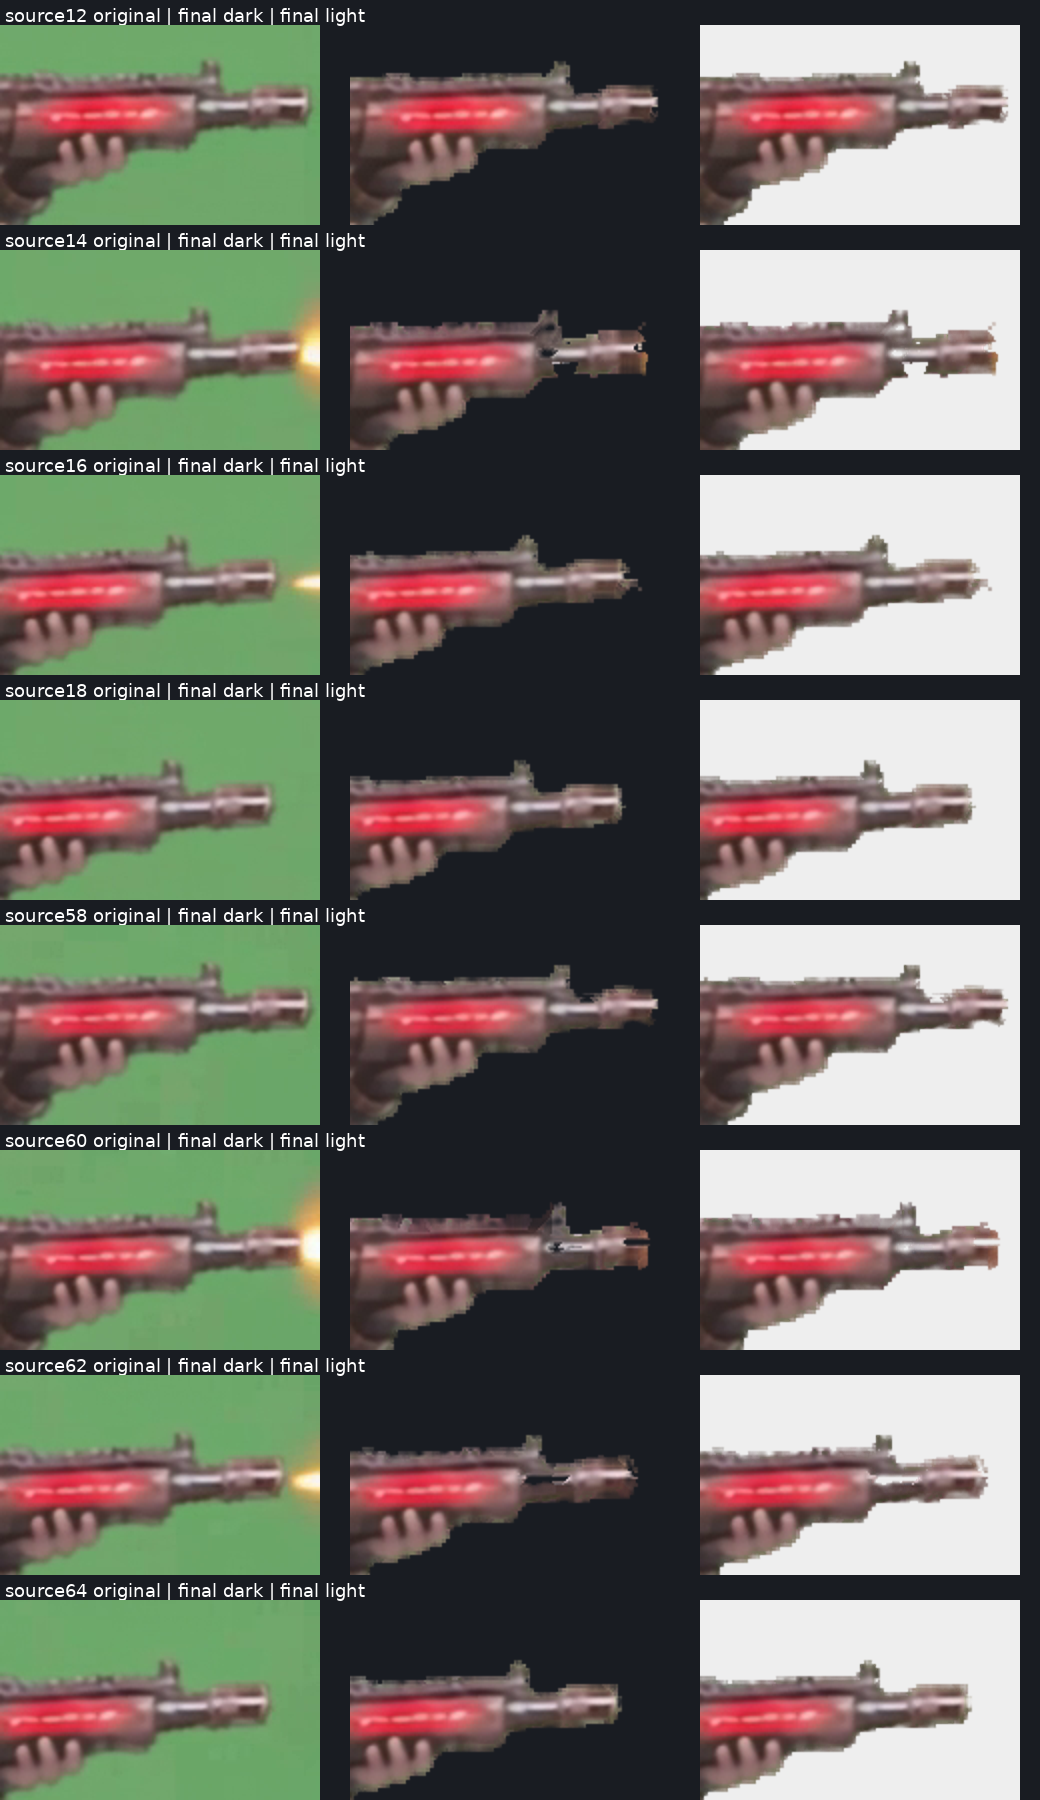 source12 original | final dark | final light
source14 original | final dark | final light
source16 original | final dark | final light
source18 original | final dark | final light
source58 original | final dark | final light
source60 original | final dark | final light
source62 original | final dark | final light
source64 original | final dark | final light